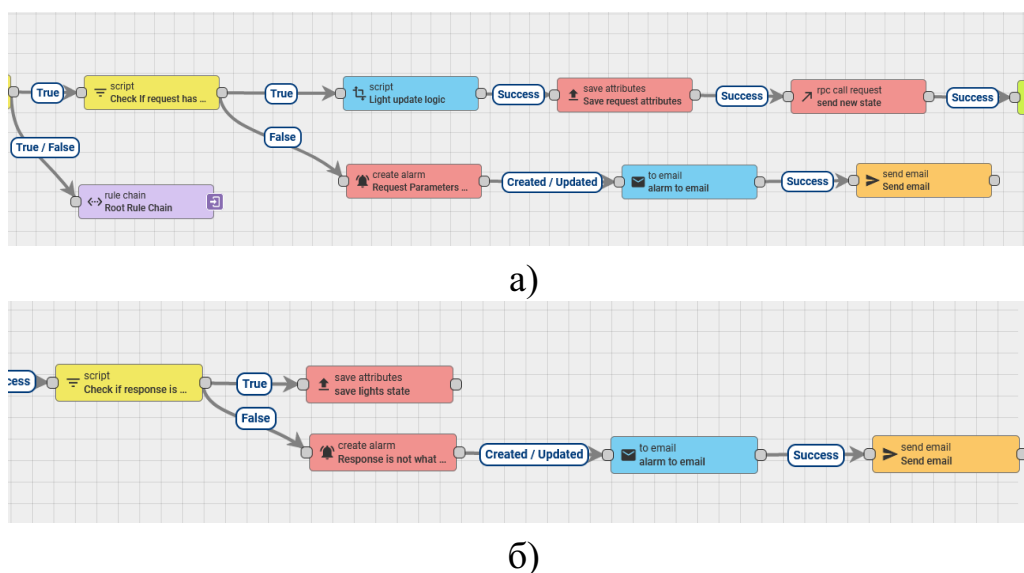 True
script
Check If request has ...
True
script
Light update logic
Success
save attributes
Save request attributes
Success
rpc call request
send new state
Success
True / False
False
rule chain
Root Rule Chain
create alarm
Request Parameters ...
Created / Updated
to email
alarm to email
Success
send email
Send email
а)
cess
script
Check if response is ...
True
save attributes
save lights state
False
create alarm
Response is not what ...
Created / Updated
to email
alarm to email
Success
send email
Send email
б)